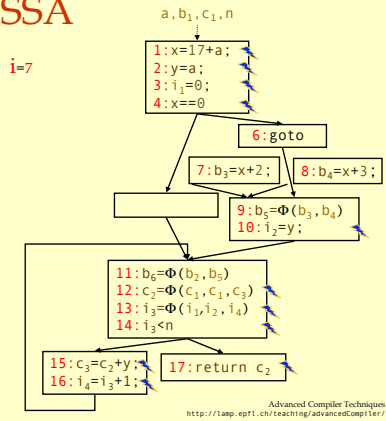 SSA
a,b₁,c₁,n
i=7
1:x=17+a;
2:y=a;
3:i₁=0;
4:x==0
6:goto
7:b₃=x+2;
8:b₄=x+3;
9:b₅=Φ(b₃,b₄)
10:i₂=y;
11:b₆=Φ(b₂,b₅)
12:c₂=Φ(c₁,c₁,c₃)
13:i₃=Φ(i₁,i₂,i₄)
14:i₃<n
15:c₃=c₂+y;
16:i₄=i₃+1;
17:return c₂
Advanced Compiler Techniques
http://lamp.epfl.ch/teaching/advancedCompiler/